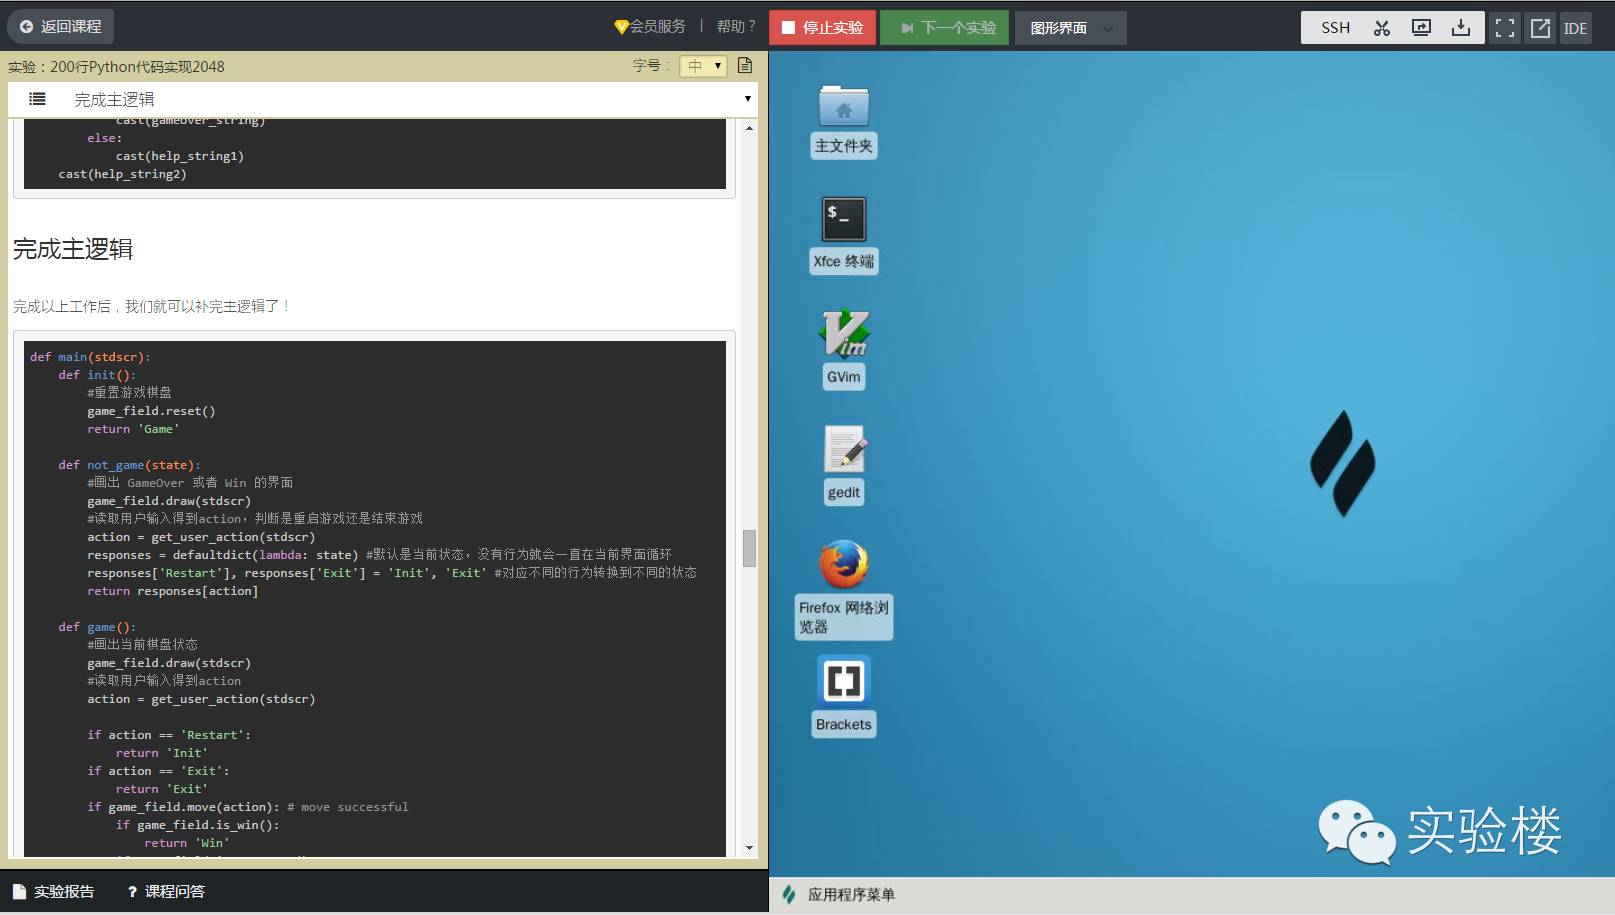 返回课程
会员服务 | 帮助 ?
停止实验
下一个实验
图形界面
SSH
IDE
实验：200行Python代码实现2048
字号：
中
完成主逻辑
cast(gameover_string)
else:
cast(help_string1)
cast(help_string2)
完成主逻辑
完成以上工作后，我们就可以补完主逻辑了！
def main(stdscr):
def init():
#重置游戏棋盘
game_field.reset()
return 'Game'
def not_game(state):
#画出 GameOver 或者 Win 的界面
game_field.draw(stdscr)
#读取用户输入得到action，判断是重启游戏还是结束游戏
action = get_user_action(stdscr)
responses = defaultdict(lambda: state) #默认是当前状态，没有行为就会一直在当前界面循环
responses['Restart'], responses['Exit'] = 'Init', 'Exit' #对应不同的行为转换到不同的状态
return responses[action]
def game():
#画出当前棋盘状态
game_field.draw(stdscr)
#读取用户输入得到action
action = get_user_action(stdscr)
if action == 'Restart':
return 'Init'
if action == 'Exit':
return 'Exit'
if game_field.move(action): # move successful
if game_field.is_win():
return 'Win'
实验报告
? 课程问答
主文件夹
$_
Xfce 终端
Vim
GVim
gedit
Firefox 网络浏
览器
Brackets
实验楼
应用程序菜单